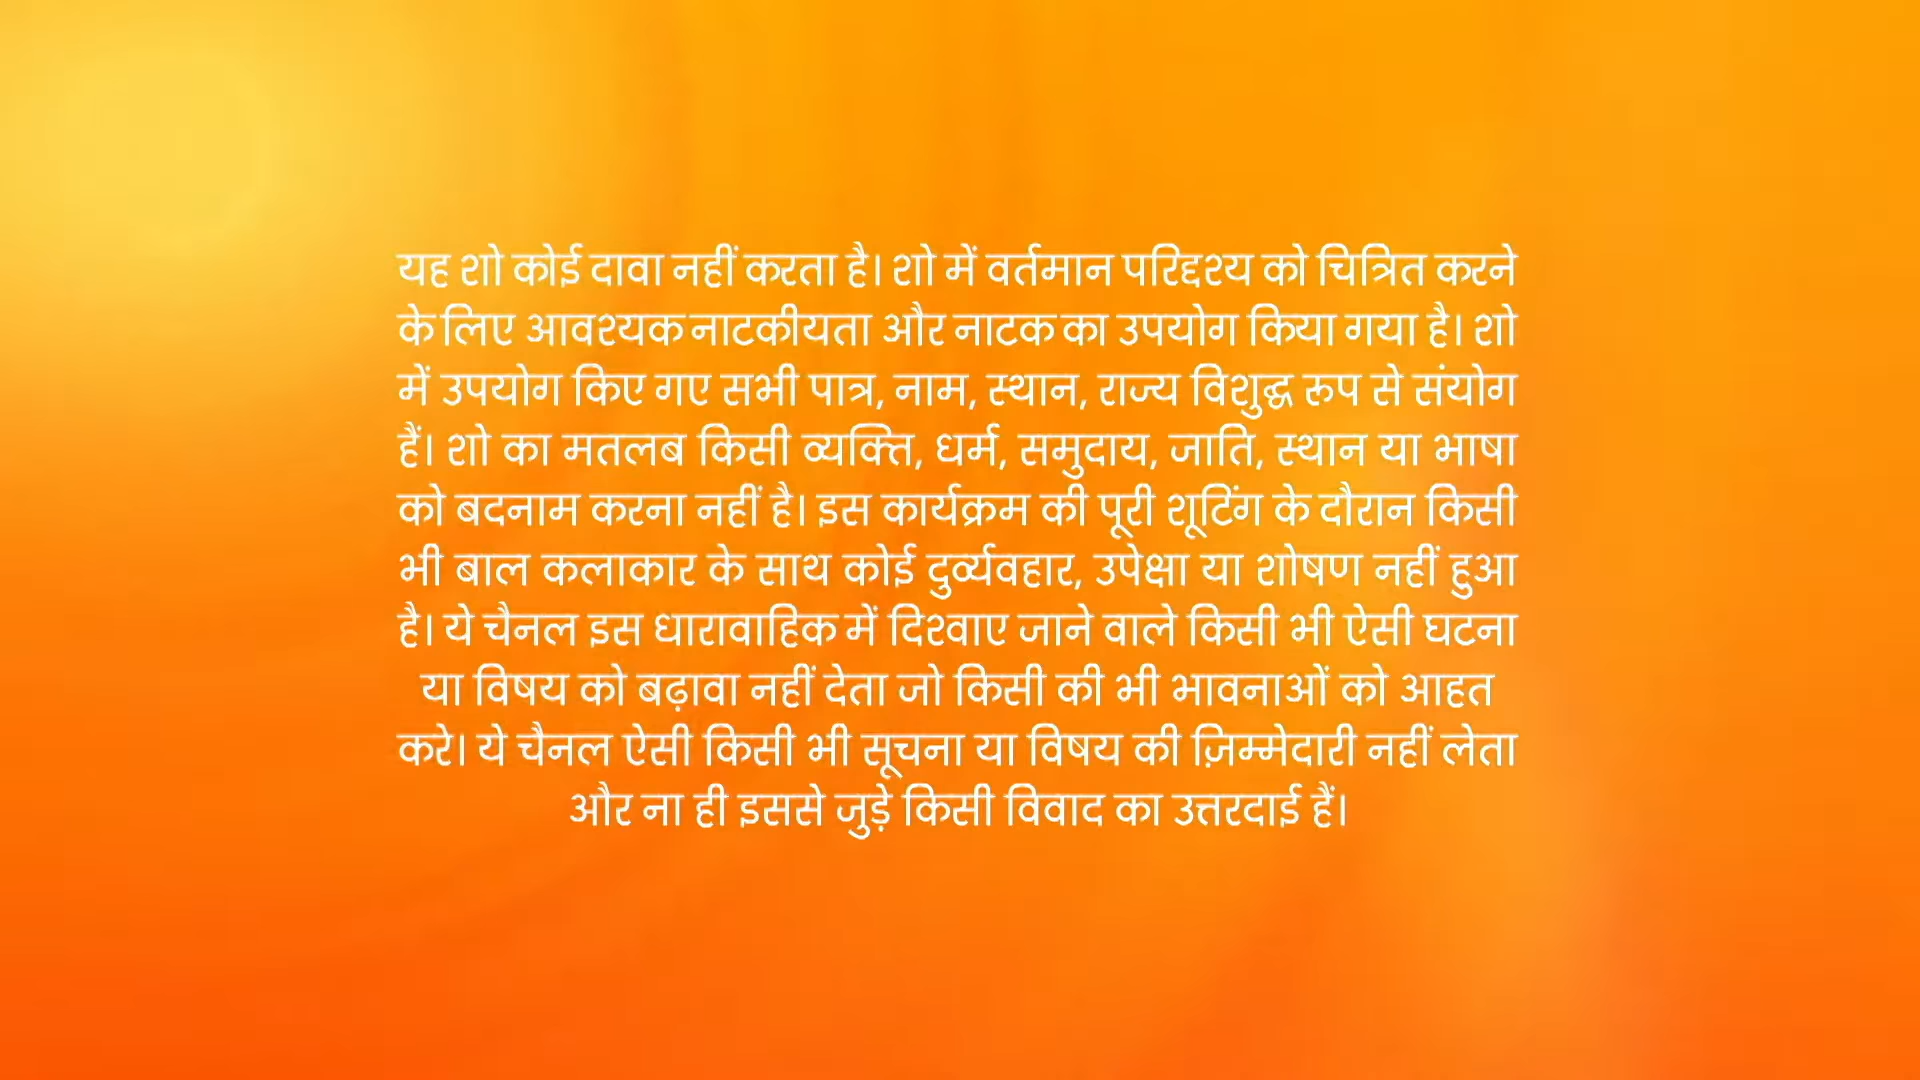 यह शो कोई दावा नहीं करता है। शो में वर्तमान परिद्दश्य को चित्रित करने
के लिए आवश्यक नाटकीयता और नाटक का उपयोग किया गया है। शो
में उपयोग किए गए सभी पात्र, नाम, स्थान, राज्य विशुद्ध रुप से संयोग
हैं। शो का मतलब किसी व्यक्ति, धर्म, समुदाय, जाति, स्थान या भाषा
को बदनाम करना नहीं है। इस कार्यक्रम की पूरी शूटिंग के दौरान किसी
भी बाल कलाकार के साथ कोई दुर्व्यवहार, उपेक्षा या शोषण नहीं हुआ
है। ये चैनल इस धारावाहिक में दिखाए जाने वाले किसी भी ऐसी घटना
या विषय को बढ़ावा नहीं देता जो किसी की भी भावनाओं को आहत
करे। ये चैनल ऐसी किसी भी सूचना या विषय की ज़िम्मेदारी नहीं लेता
और ना ही इससे जुड़े किसी विवाद का उत्तरदाई हैं।